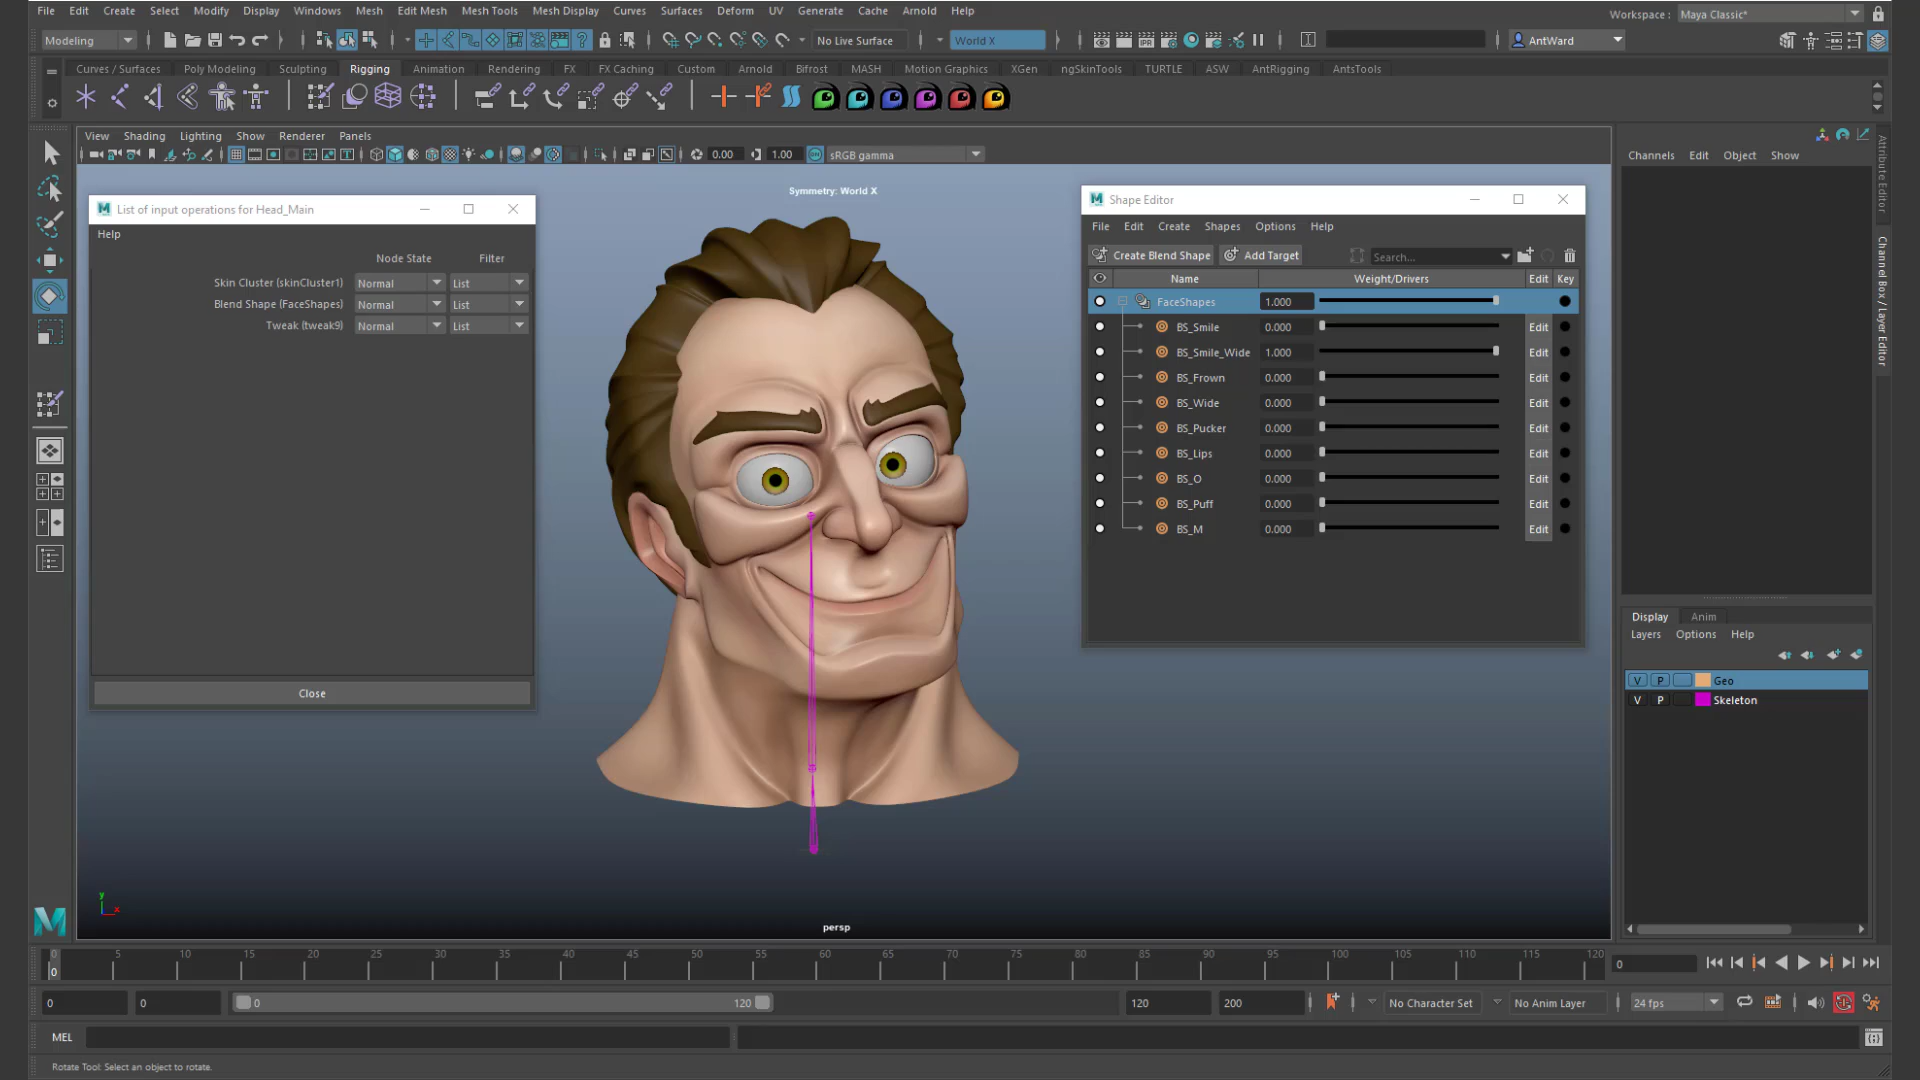 File Edit Create Select Modify Display Windows Mesh Edit Mesh Mesh Tools Mesh Display Curves Surfaces Deform UV Generate Cache Arnold Help
Workspace : Maya Classic*
Modeling No Live Surface World X AntWard
Curves / Surfaces Poly Modeling Sculpting Rigging Animation Rendering FX FX Caching Custom Arnold Bifrost MASH Motion Graphics XGen ngSkinTools TURTLE ASW AntRigging AntsTools
View Shading Lighting Show Renderer Panels
0.00 1.00 sRGB gamma
Channels Edit Object Show
Attribute Editor
Channel Box / Layer Editor
Symmetry: World X
List of input operations for Head_Main
Help
Node State Filter
Skin Cluster (skinCluster1) Normal List
Blend Shape (FaceShapes) Normal List
Tweak (tweak9) Normal List
Close
Shape Editor
File Edit Create Shapes Options Help
Create Blend Shape Add Target Search...
Name Weight/Drivers Edit Key
FaceShapes 1.000
BS_Smile 0.000 Edit
BS_Smile_Wide 1.000 Edit
BS_Frown 0.000 Edit
BS_Wide 0.000 Edit
BS_Pucker 0.000 Edit
BS_Lips 0.000 Edit
BS_O 0.000 Edit
BS_Puff 0.000 Edit
BS_M 0.000 Edit
Display Anim
Layers Options Help
V P Geo
V P Skeleton
y
x
persp
0 5 10 15 20 25 30 35 40 45 50 55 60 65 70 75 80 85 90 95 100 105 110 115 120
0 0
0 0 0 120 120 200 No Character Set No Anim Layer 24 fps
MEL
Rotate Tool: Select an object to rotate.